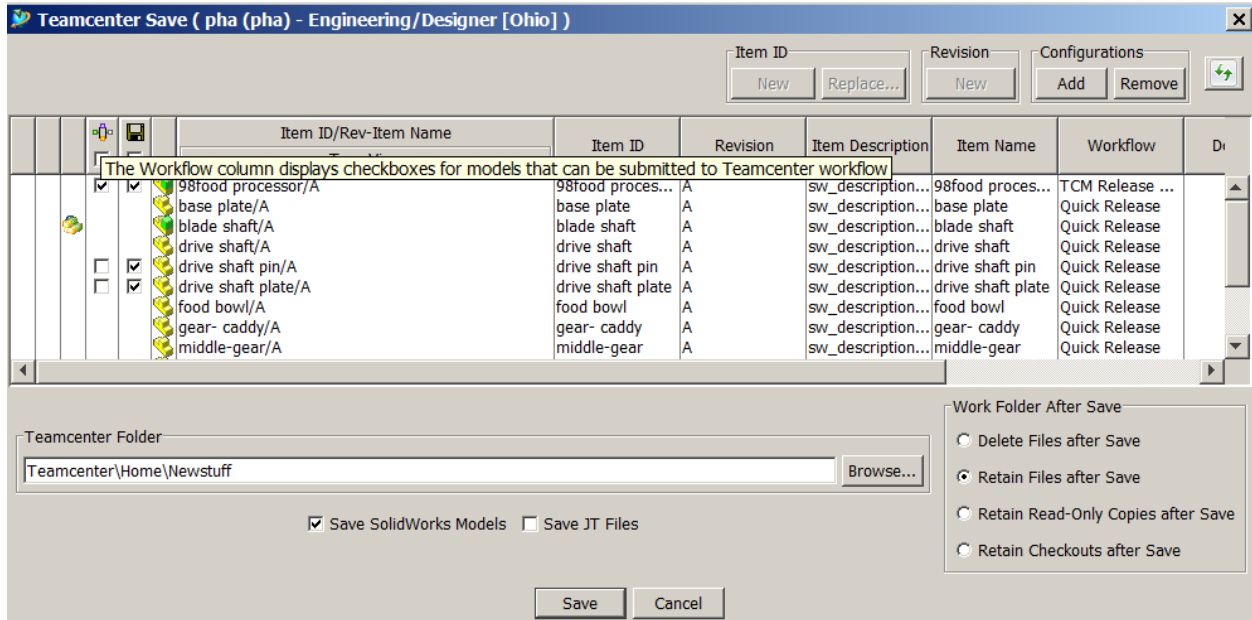 Teamcenter Save ( pha (pha) - Engineering/Designer [Ohio] )
Item ID
Revision
Configurations
New Replace... New Add Remove
Item ID/Rev-Item Name Item ID Revision Item Description Item Name Workflow
The Workflow column displays checkboxes for models that can be submitted to Teamcenter workflow
98food processor/A 98food proces... A sw_description... 98food proces... TCM Release ...
base plate/A base plate A sw_description... base plate Quick Release
blade shaft/A blade shaft A sw_description... blade shaft Quick Release
drive shaft/A drive shaft A sw_description... drive shaft Quick Release
drive shaft pin/A drive shaft pin A sw_description... drive shaft pin Quick Release
drive shaft plate/A drive shaft plate A sw_description... drive shaft plate Quick Release
food bowl/A food bowl A sw_description... food bowl Quick Release
gear- caddy/A gear- caddy A sw_description... gear- caddy Quick Release
middle-gear/A middle-gear A sw_description... middle-gear Quick Release
Teamcenter Folder
Teamcenter\Home\Newstuff Browse...
Save SolidWorks Models Save JT Files
Work Folder After Save
Delete Files after Save
Retain Files after Save
Retain Read-Only Copies after Save
Retain Checkouts after Save
Save Cancel